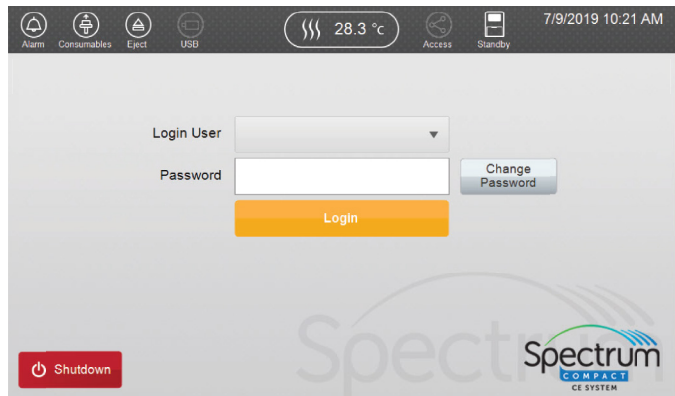 Alarm Consumables Eject USB 28.3 °c Access Standby 7/9/2019 10:21 AM
Login User
Password
Change
Password
Login
Spectrum
Shutdown
Spectrum
COMPACT
CE SYSTEM